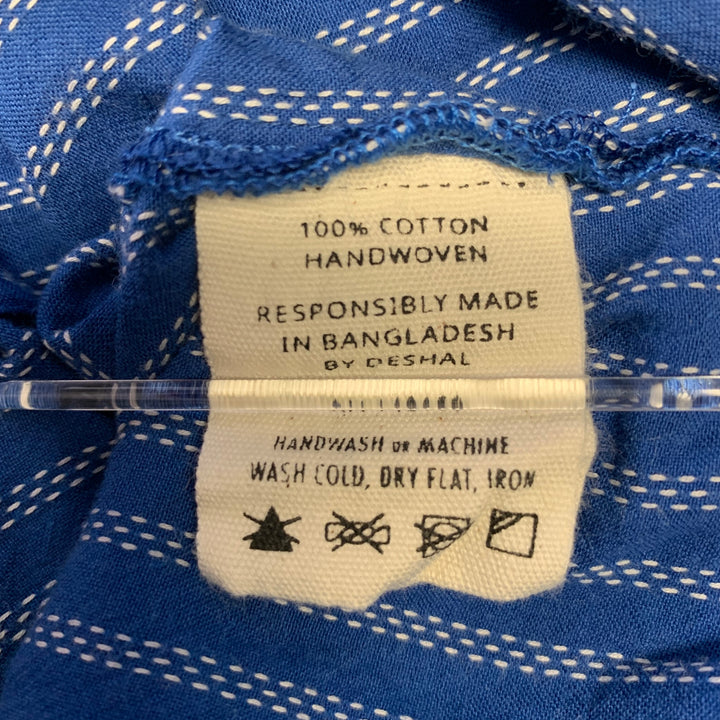 100% COTTON
HANDWOVEN
RESPONSIBLY MADE
IN BANGLADESH
BY DESHAL
HANDWASH or MACHINE
WASH COLD, DRY FLAT, IRON